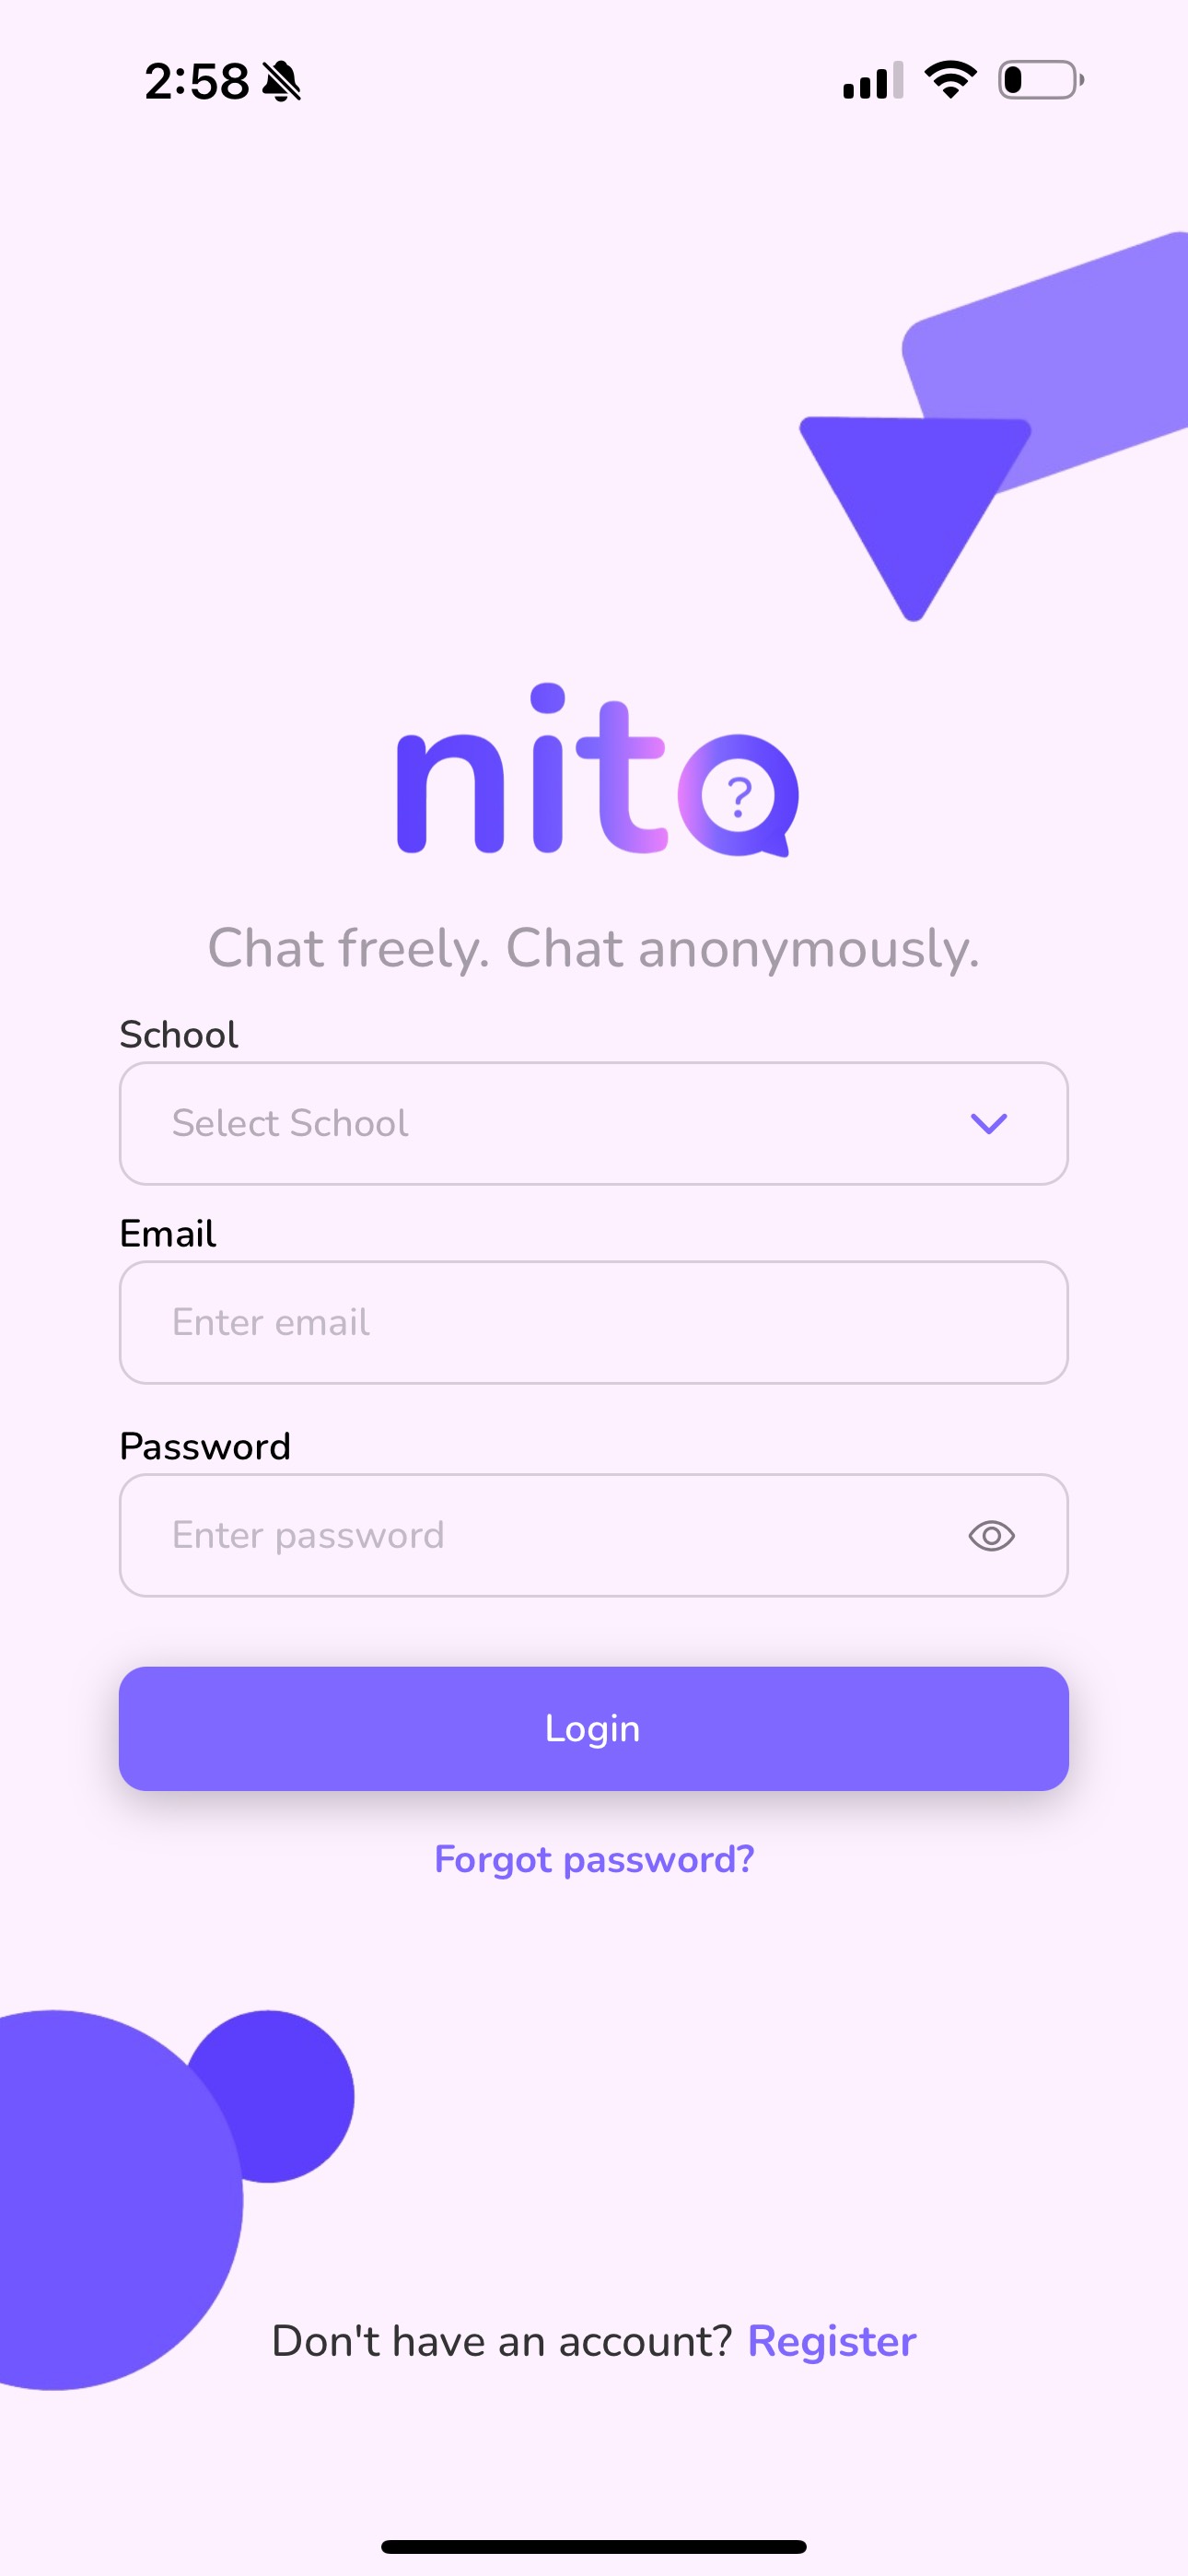 2:58
nito
?
Chat freely. Chat anonymously.
School
Select School
Email
Enter email
Password
Enter password
Login
Forgot password?
Don't have an account? Register